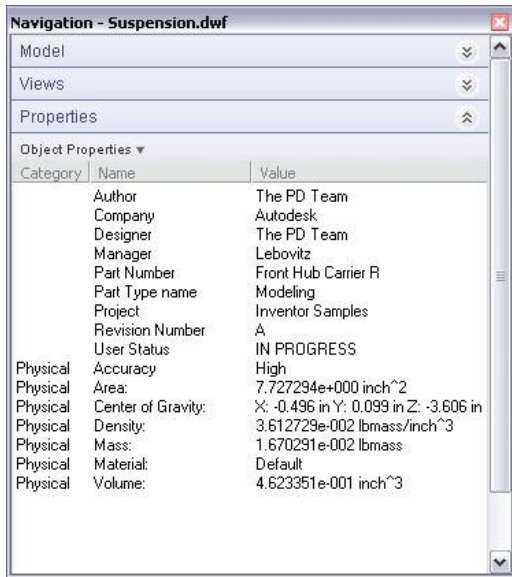 Navigation - Suspension.dwf
Model
Views
Properties
Object Properties
Category Name Value
Author The PD Team
Company Autodesk
Designer The PD Team
Manager Lebovitz
Part Number Front Hub Carrier R
Part Type name Modeling
Project Inventor Samples
Revision Number A
User Status IN PROGRESS
Physical Accuracy High
Physical Area: 7.727294e+000 inch^2
Physical Center of Gravity: X: -0.496 in Y: 0.099 in Z: -3.606 in
Physical Density: 3.612729e-002 lbmass/inch^3
Physical Mass: 1.670291e-002 lbmass
Physical Material: Default
Physical Volume: 4.623351e-001 inch^3